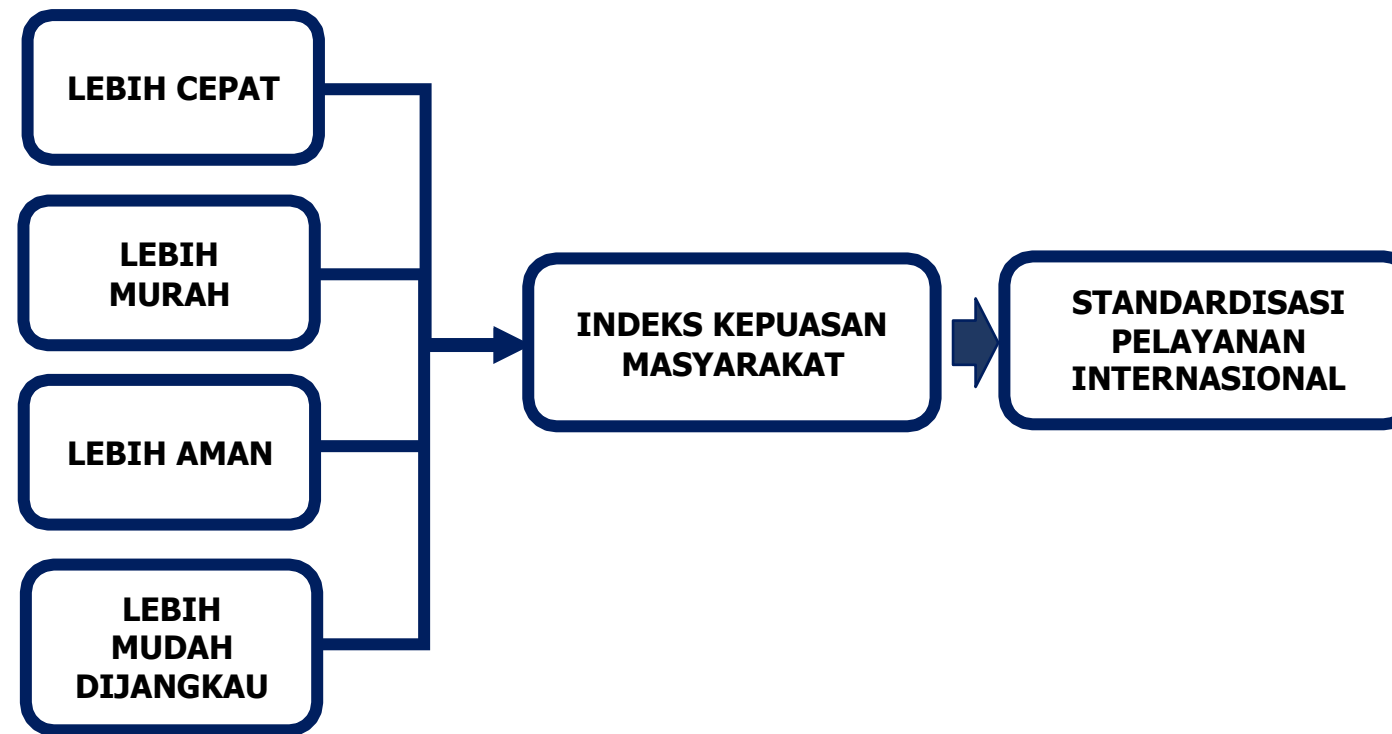 LEBIH CEPAT
LEBIH
MURAH
LEBIH AMAN
LEBIH
MUDAH
DIJANGKAU
INDEKS KEPUASAN
MASYARAKAT
STANDARDISASI
PELAYANAN
INTERNASIONAL